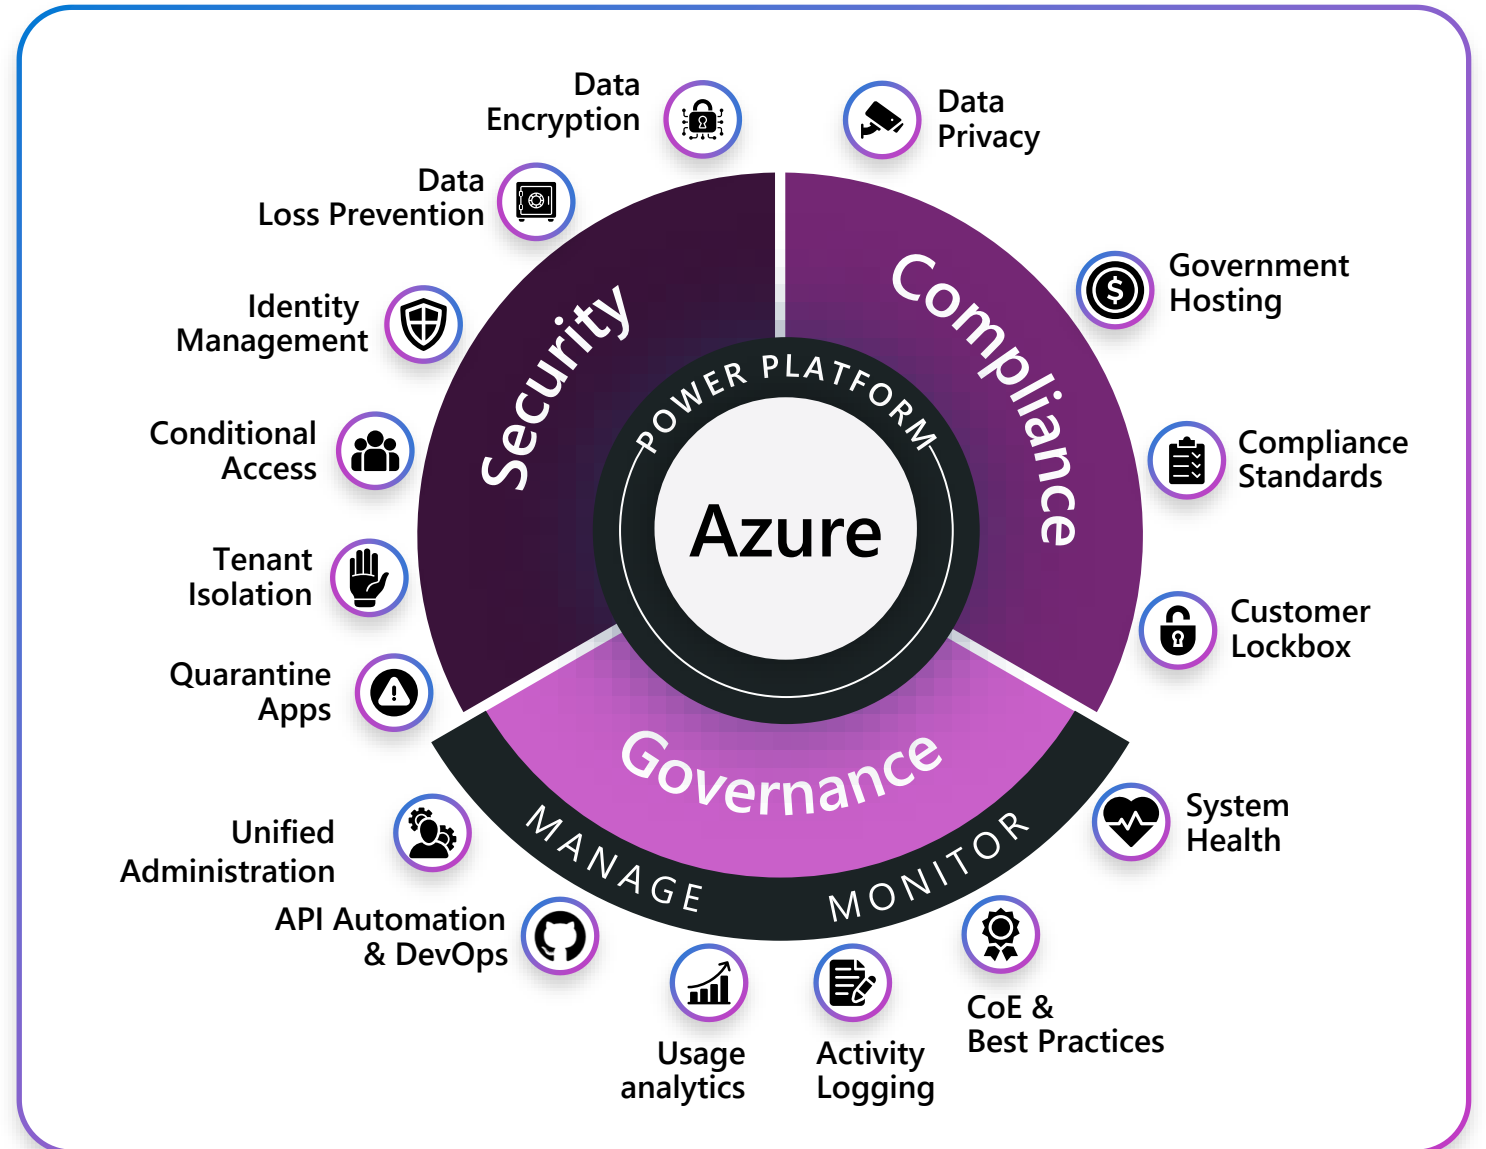 Data
Encryption
Data
Privacy
Data
Loss Prevention
Government
Hosting
Identity
Management
Security
Compliance
POWER PLATFORM
Conditional
Access
Compliance
Standards
Azure
Tenant
Isolation
Customer
Lockbox
Quarantine
Apps
Governance
MANAGE
MONITOR
System
Health
Unified
Administration
API Automation
& DevOps
CoE &
Best Practices
Usage
analytics
Activity
Logging